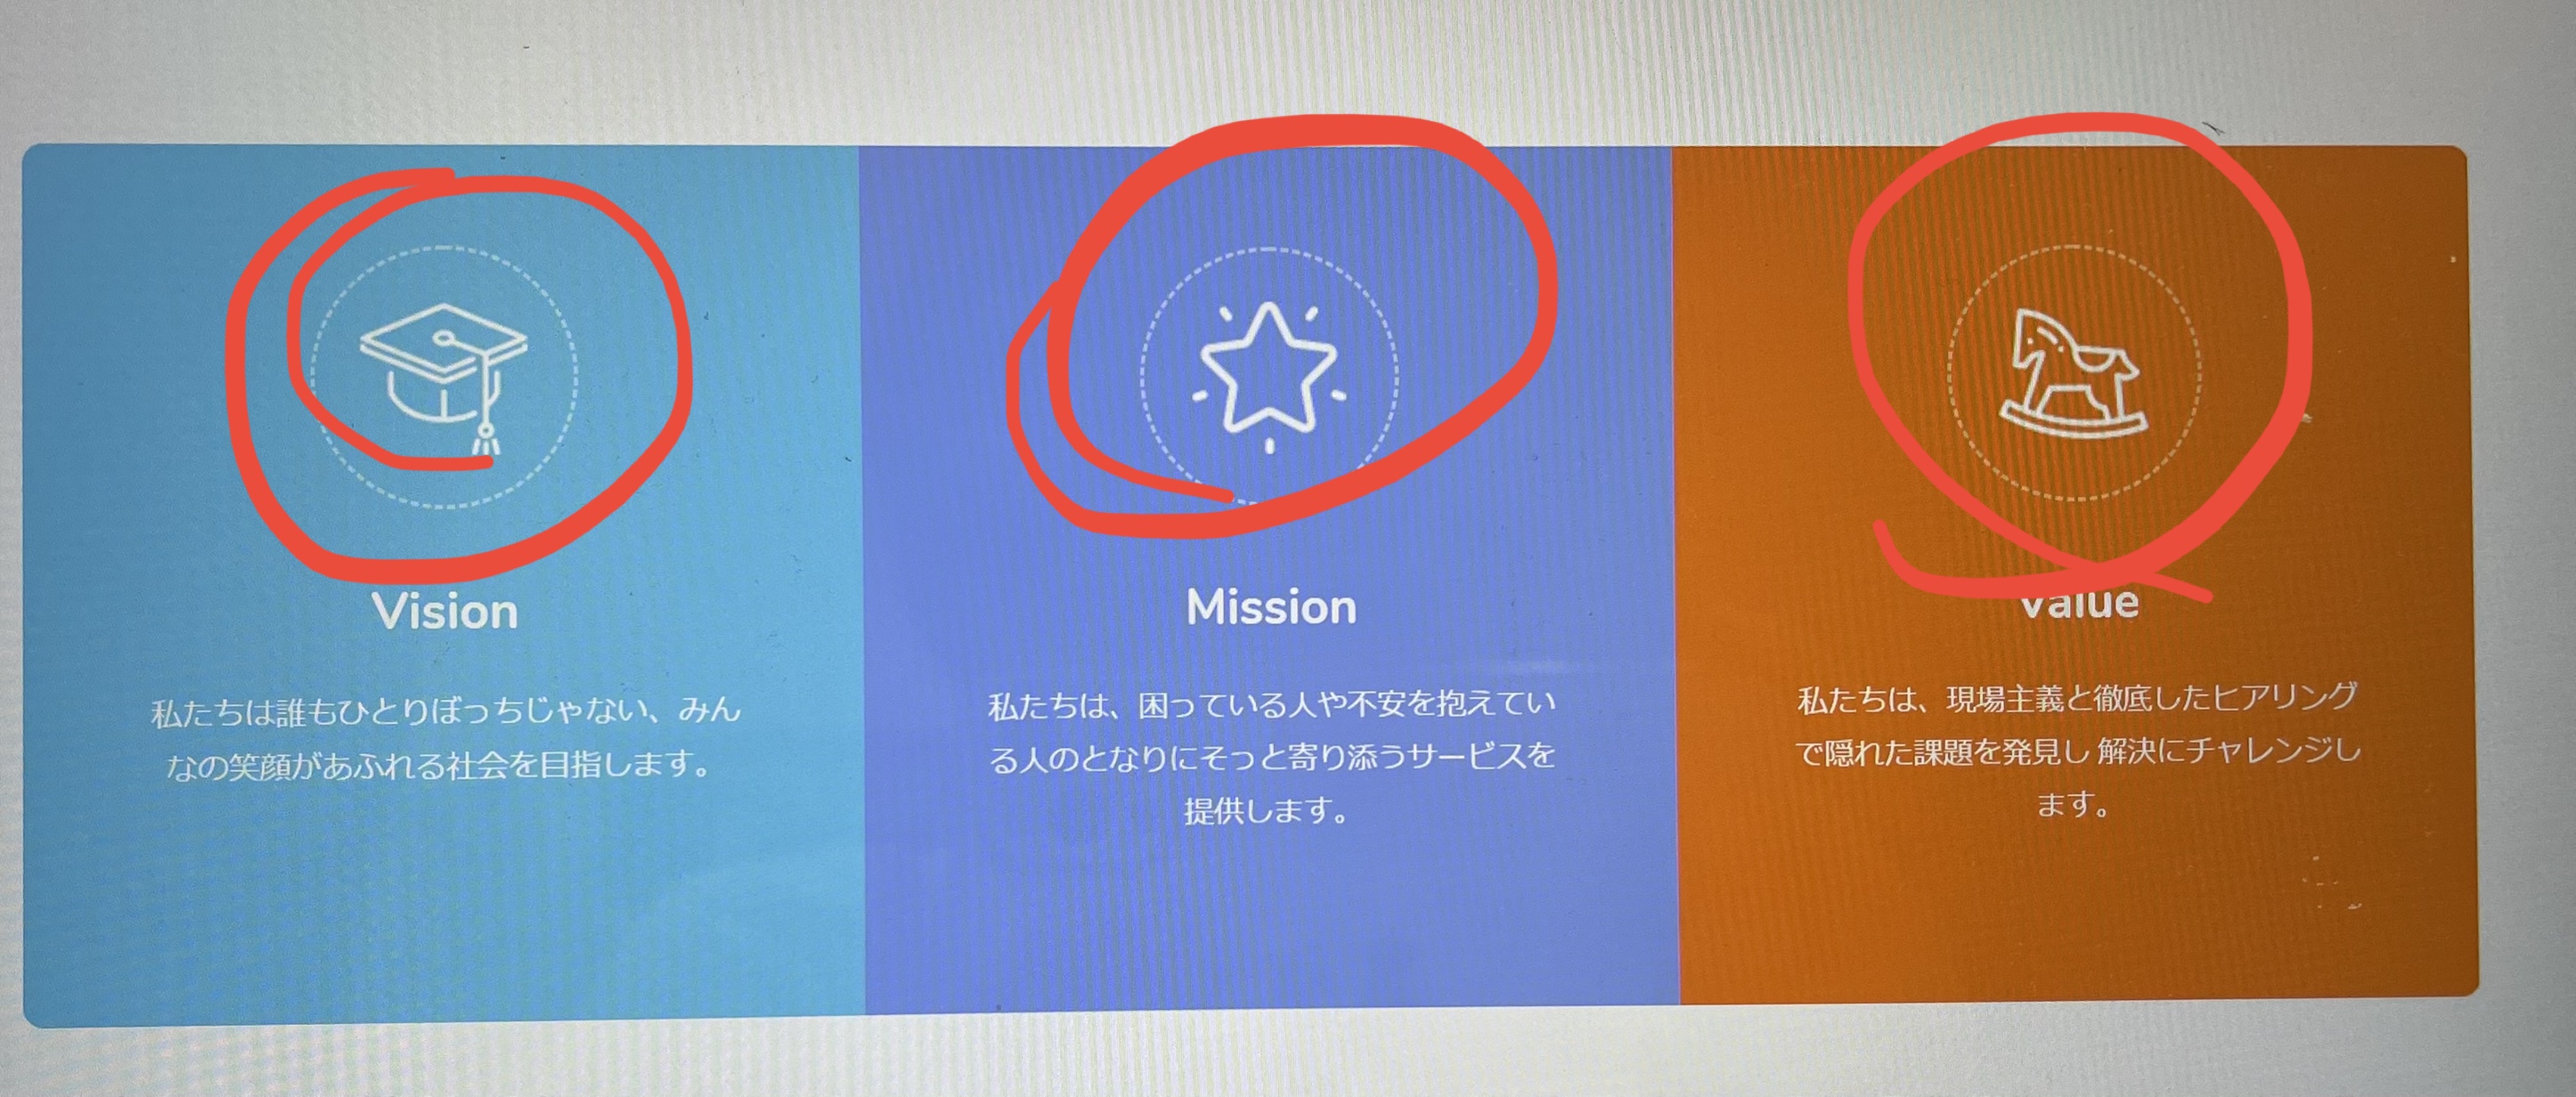 Vision
私たちは誰もひとりぼっちじゃない、みん
なの笑顔があふれる社会を目指します。
Mission
私たちは、困っている人や不安を抱えてい
る人のとなりにそっと寄り添うサービスを
提供します。
Value
私たちは、現場主義と徹底したヒアリング
で隠れた課題を発見し 解決にチャレンジし
ます。